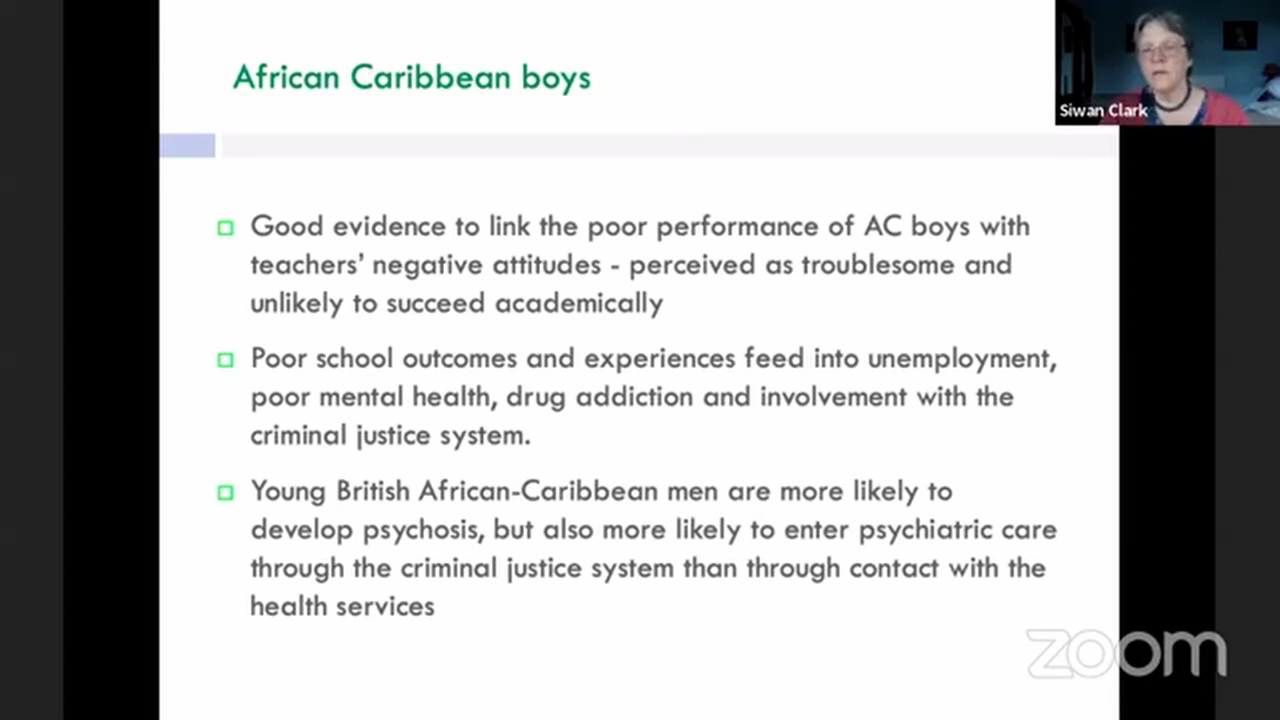 African Caribbean boys
Siwan Clark
Good evidence to link the poor performance of AC boys with
teachers' negative attitudes - perceived as troublesome and
unlikely to succeed academically
Poor school outcomes and experiences feed into unemployment,
poor mental health, drug addiction and involvement with the
criminal justice system.
Young British African-Caribbean men are more likely to
develop psychosis, but also more likely to enter psychiatric care
through the criminal justice system than through contact with the
health services
zoom